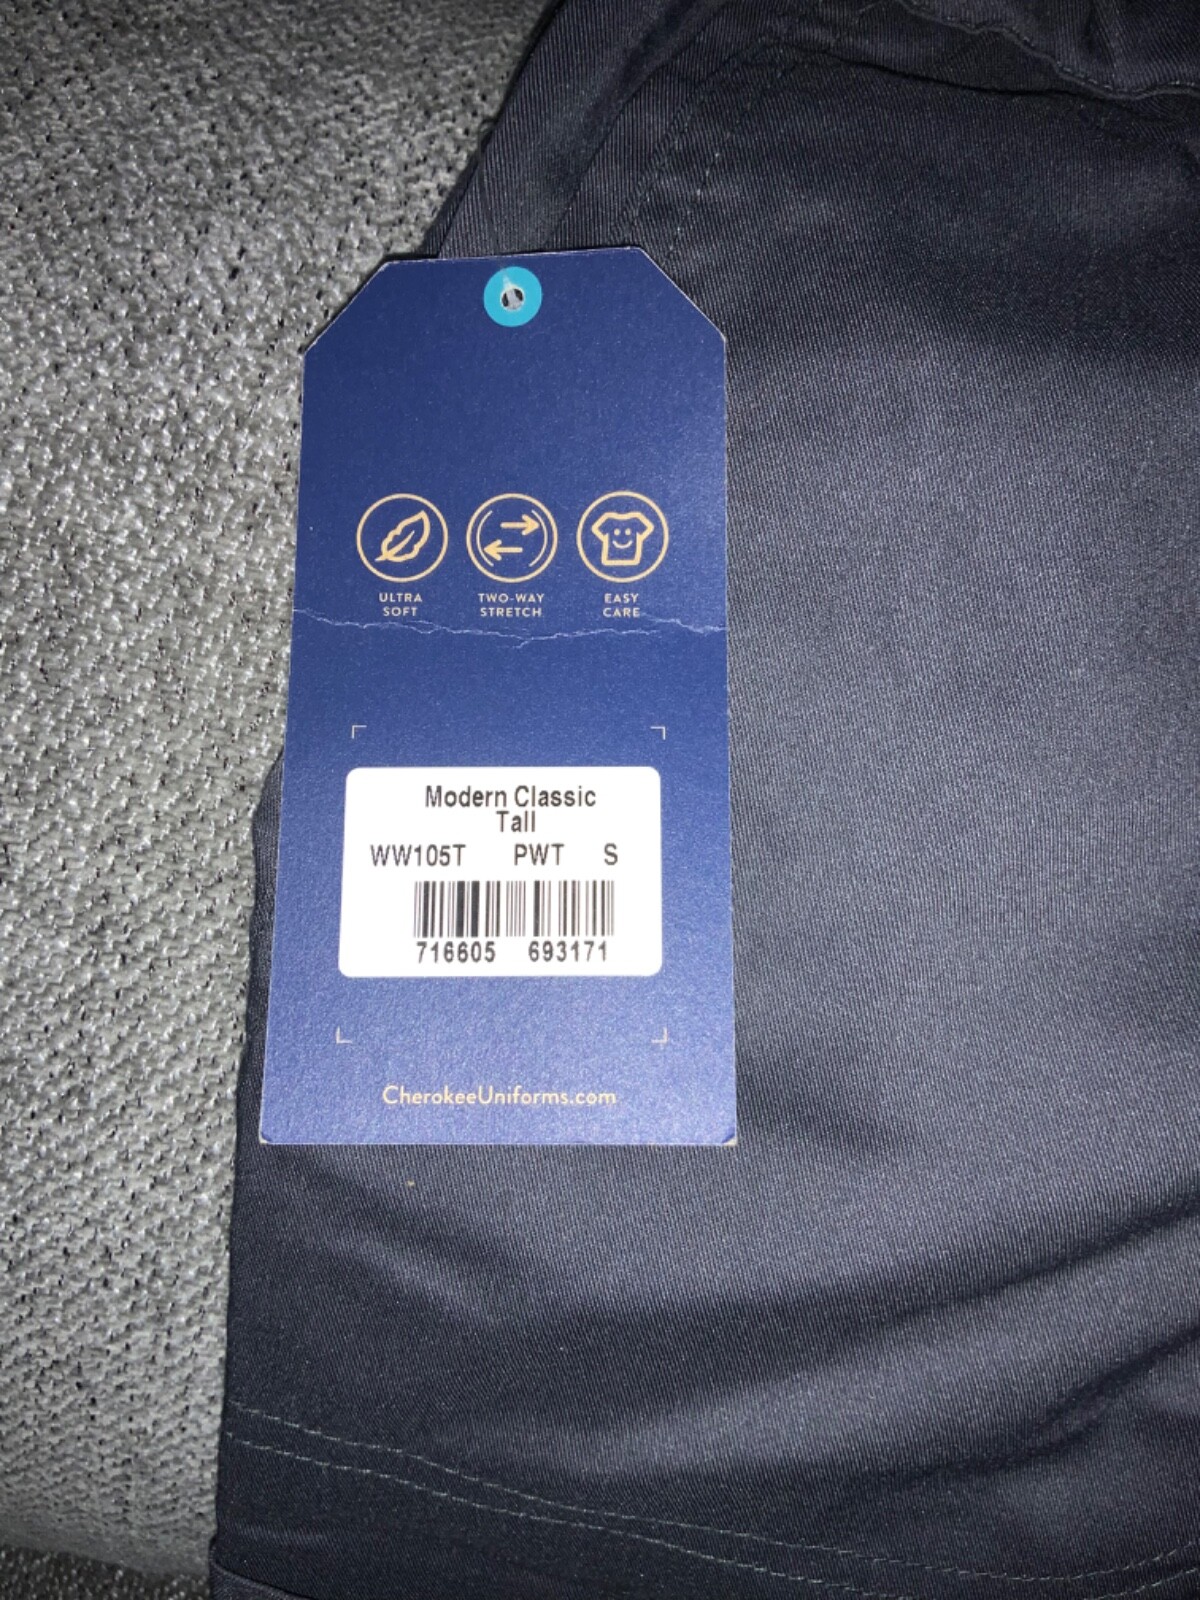 ULTRA SOFT
TWO-WAY STRETCH
EASY CARE
Modern Classic
Tall
WW105T PWT S
716605 693171
CherokeeUniforms.com